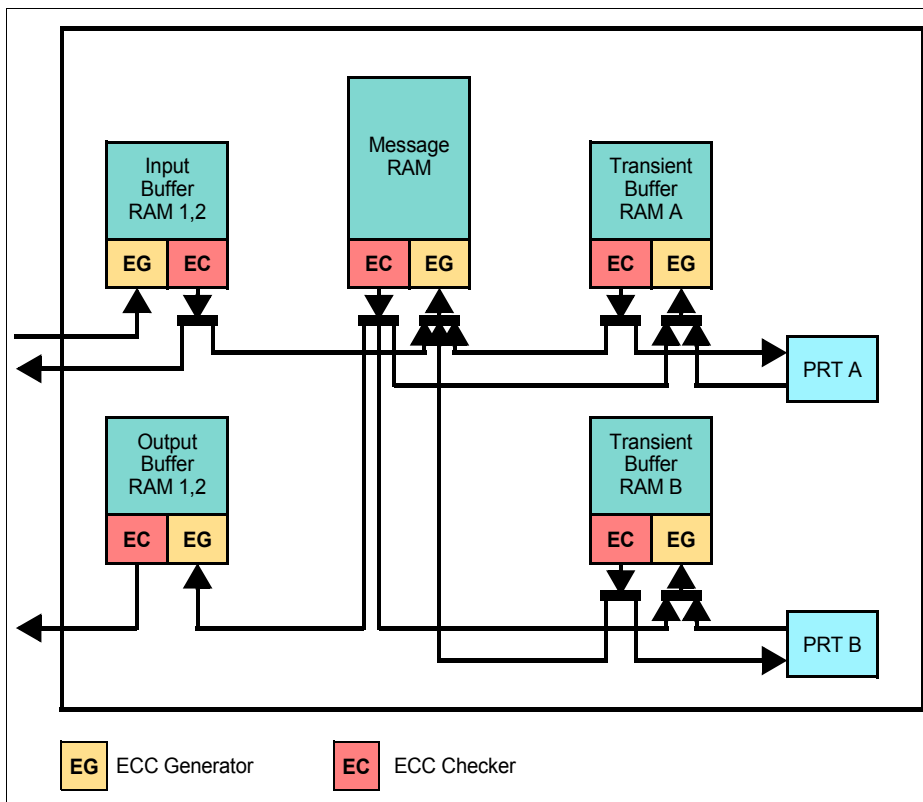 Message
RAM
Input
Buffer
RAM 1,2
Transient
Buffer
RAM A
EG
EC
EC
EG
EC
EG
PRT A
Output
Buffer
RAM 1,2
Transient
Buffer
RAM B
EC
EG
EC
EG
PRT B
EG
ECC Generator
EC
ECC Checker